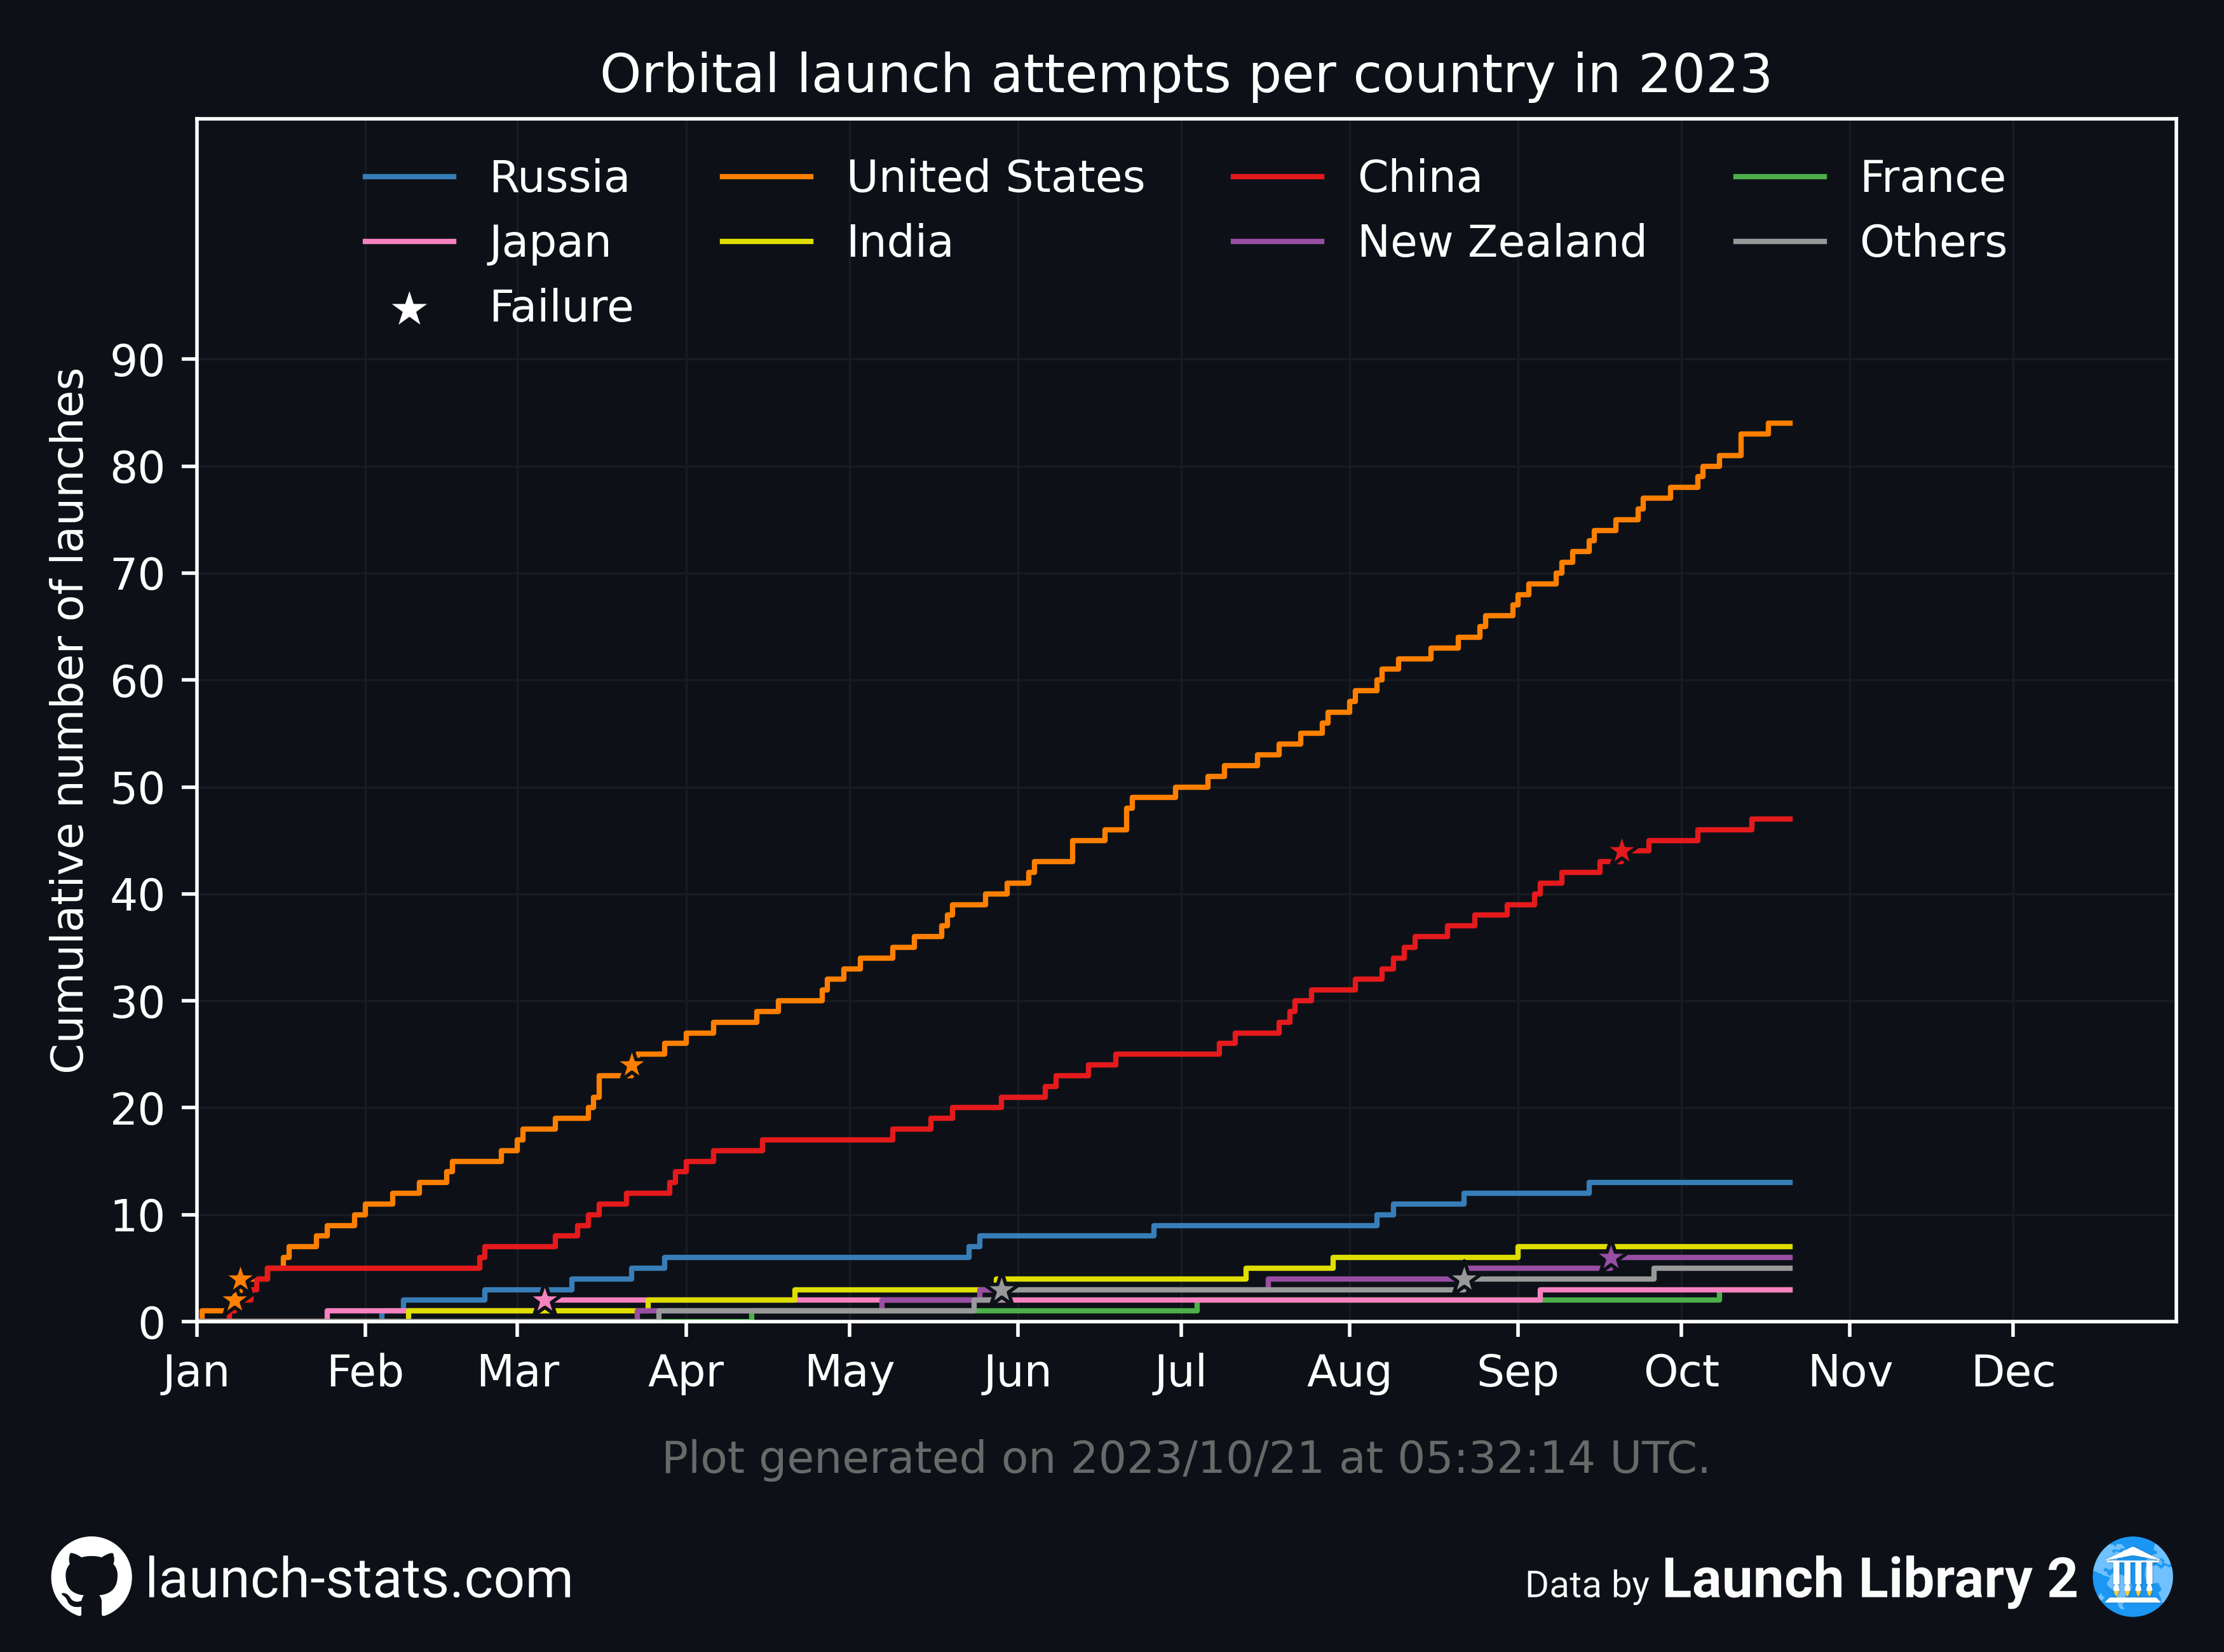 Orbital launch attempts per country in 2023
Russia United States China France
Japan India New Zealand Others
Failure
Cumulative number of launches
90
80
70
60
50
40
30
20
10
0
Jan Feb Mar Apr May Jun Jul Aug Sep Oct Nov Dec
Plot generated on 2023/10/21 at 05:32:14 UTC.
launch-stats.com
Data by Launch Library 2